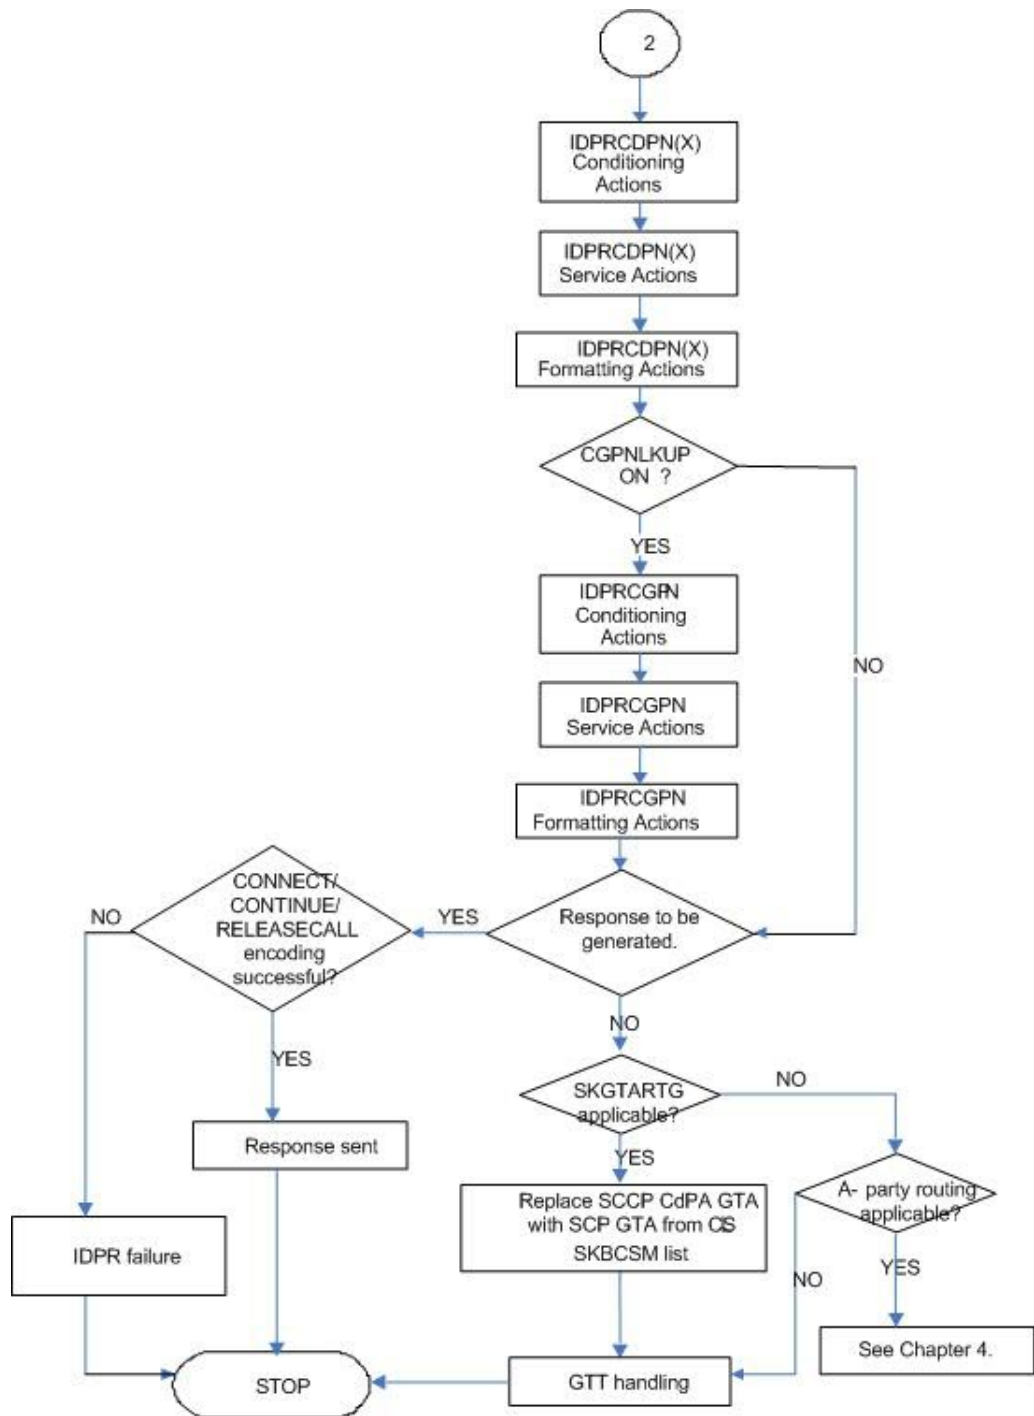 2
IDPRCDPN(X)
Conditioning
Actions
IDPRCDPN(X)
Service Actions
IDPRCDPN(X)
Formatting Actions
CGPNLKUP
ON ?
YES
NO
IDPRCGPN
Conditioning
Actions
IDPRCGPN
Service Actions
IDPRCGPN
Formatting Actions
Response to be
generated.
YES
NO
CONNECT/
CONTINUE/
RELEASECALL
encoding
successful?
NO
YES
SKGTARTG
applicable?
NO
YES
Response sent
Replace SCCP CdPA GTA
with SCP GTA from CS
SKBCSM list
A- party routing
applicable?
YES
NO
IDPR failure
See Chapter 4.
GTT handling
STOP